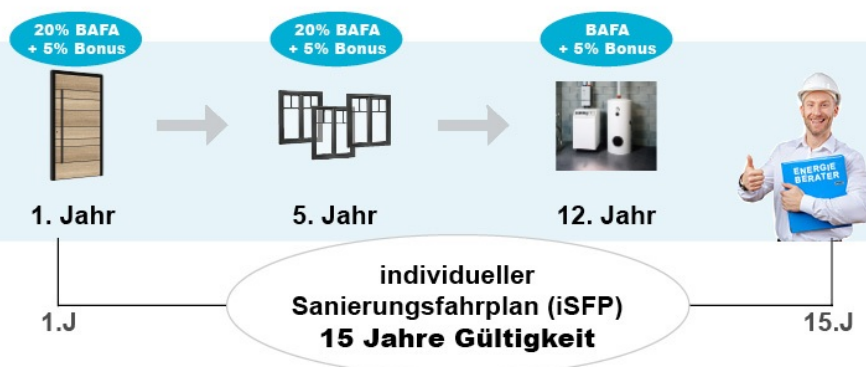 20% BAFA
+ 5% Bonus
20% BAFA
+ 5% Bonus
BAFA
+ 5% Bonus
ENERGIE
BERATER
1. Jahr
5. Jahr
12. Jahr
individueller
Sanierungsfahrplan (iSFP)
15 Jahre Gültigkeit
1.J
15.J